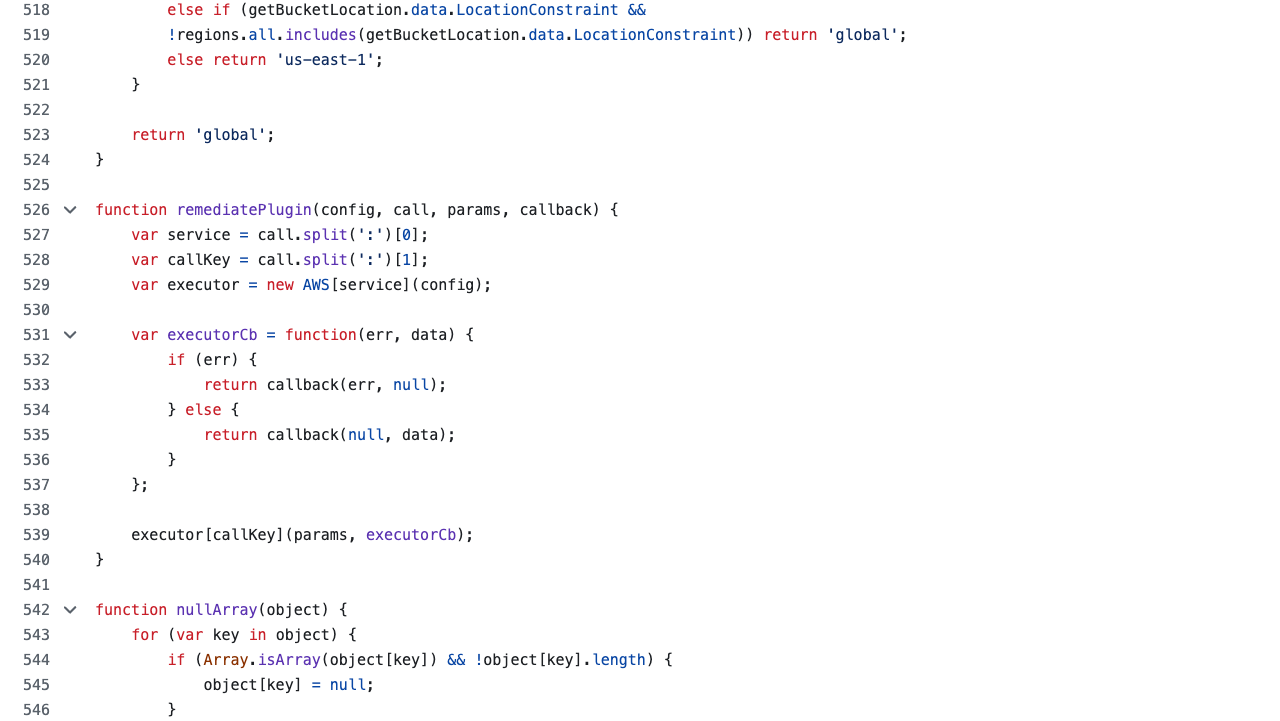 518             else if (getBucketLocation.data.LocationConstraint &&
519             !regions.all.includes(getBucketLocation.data.LocationConstraint)) return 'global';
520             else return 'us-east-1';
521         }
522
523         return 'global';
524     }
525
526     function remediatePlugin(config, call, params, callback) {
527         var service = call.split(':')[0];
528         var callKey = call.split(':')[1];
529         var executor = new AWS[service](config);
530
531         var executorCb = function(err, data) {
532             if (err) {
533                 return callback(err, null);
534             } else {
535                 return callback(null, data);
536             }
537         };
538
539         executor[callKey](params, executorCb);
540     }
541
542     function nullArray(object) {
543         for (var key in object) {
544             if (Array.isArray(object[key]) && !object[key].length) {
545                 object[key] = null;
546             }